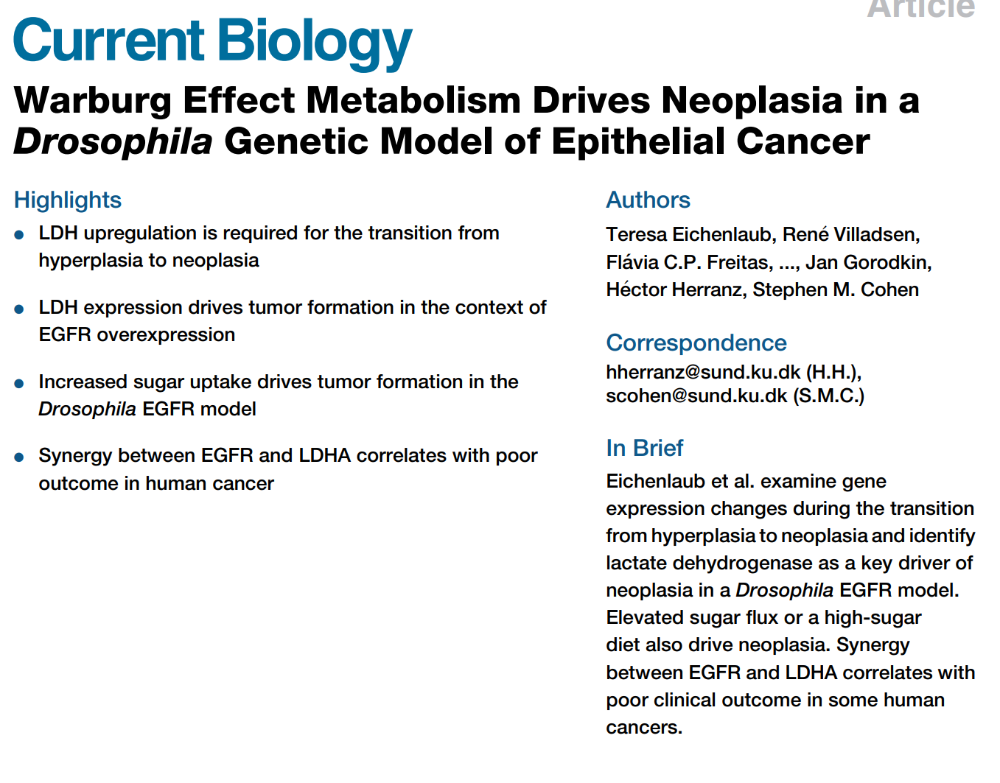 Article
Current Biology
Warburg Effect Metabolism Drives Neoplasia in a
Drosophila Genetic Model of Epithelial Cancer
Highlights
● LDH upregulation is required for the transition from
hyperplasia to neoplasia
● LDH expression drives tumor formation in the context of
EGFR overexpression
● Increased sugar uptake drives tumor formation in the
Drosophila EGFR model
● Synergy between EGFR and LDHA correlates with poor
outcome in human cancer
Authors
Teresa Eichenlaub, René Villadsen,
Flávia C.P. Freitas, ..., Jan Gorodkin,
Héctor Herranz, Stephen M. Cohen
Correspondence
hherranz@sund.ku.dk (H.H.),
scohen@sund.ku.dk (S.M.C.)
In Brief
Eichenlaub et al. examine gene
expression changes during the transition
from hyperplasia to neoplasia and identify
lactate dehydrogenase as a key driver of
neoplasia in a Drosophila EGFR model.
Elevated sugar flux or a high-sugar
diet also drive neoplasia. Synergy
between EGFR and LDHA correlates with
poor clinical outcome in some human
cancers.